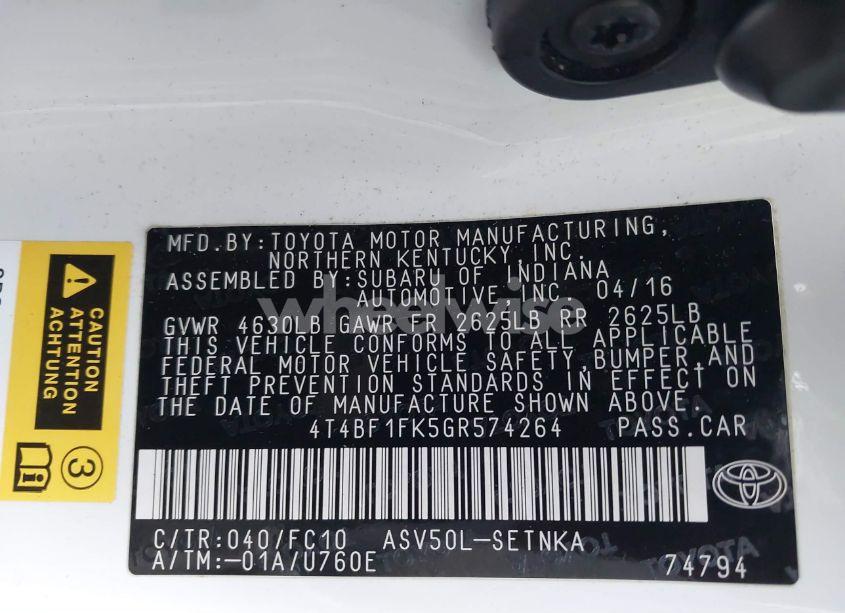 MFD. BY: TOYOTA MOTOR MANUFACTURING,
NORTHERN KENTUCKY, INC.
ASSEMBLED BY: SUBARU OF INDIANA
AUTOMOTIVE INC. 04/16
GVWR 4630LB GAWR FR 2625LB RR 2625LB
THIS VEHICLE CONFORMS TO ALL APPLICABLE
FEDERAL MOTOR VEHICLE SAFETY, BUMPER, AND
THEFT PREVENTION STANDARDS IN EFFECT ON
THE DATE OF MANUFACTURE SHOWN ABOVE.
4T4BF1FK5GR574264 PASS. CAR
C/TR: 040/FC10 ASV50L-SETNKA
A/TM: -01A/U760E 74794
CAUTION
ATTENTION
ACHTUNG
3
wheelwise
TOYOTA